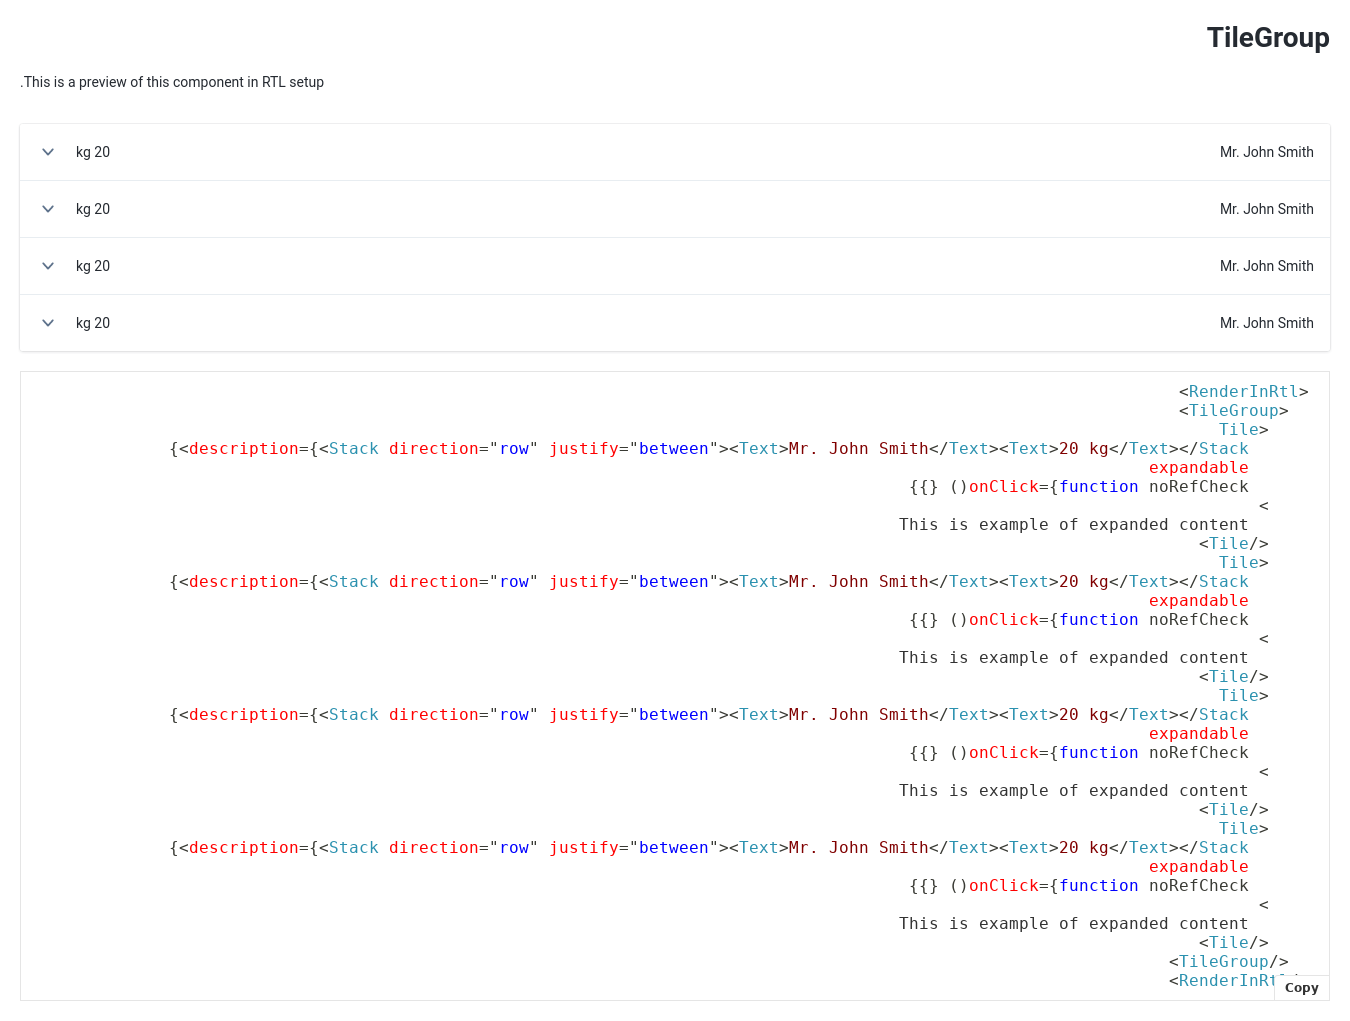 TileGroup
.This is a preview of this component in RTL setup
kg 20 Mr. John Smith
kg 20 Mr. John Smith
kg 20 Mr. John Smith
kg 20 Mr. John Smith
<RenderInRtl>
<TileGroup>
Tile>
{<description={<Stack direction="row" justify="between"><Text>Mr. John Smith</Text><Text>20 kg</Text></Stack
expandable
{{} ()onClick={function noRefCheck
<
This is example of expanded content
<Tile/>
Tile>
{<description={<Stack direction="row" justify="between"><Text>Mr. John Smith</Text><Text>20 kg</Text></Stack
expandable
{{} ()onClick={function noRefCheck
<
This is example of expanded content
<Tile/>
Tile>
{<description={<Stack direction="row" justify="between"><Text>Mr. John Smith</Text><Text>20 kg</Text></Stack
expandable
{{} ()onClick={function noRefCheck
<
This is example of expanded content
<Tile/>
Tile>
{<description={<Stack direction="row" justify="between"><Text>Mr. John Smith</Text><Text>20 kg</Text></Stack
expandable
{{} ()onClick={function noRefCheck
<
This is example of expanded content
<Tile/>
<TileGroup/>
<RenderInRtl
Copy